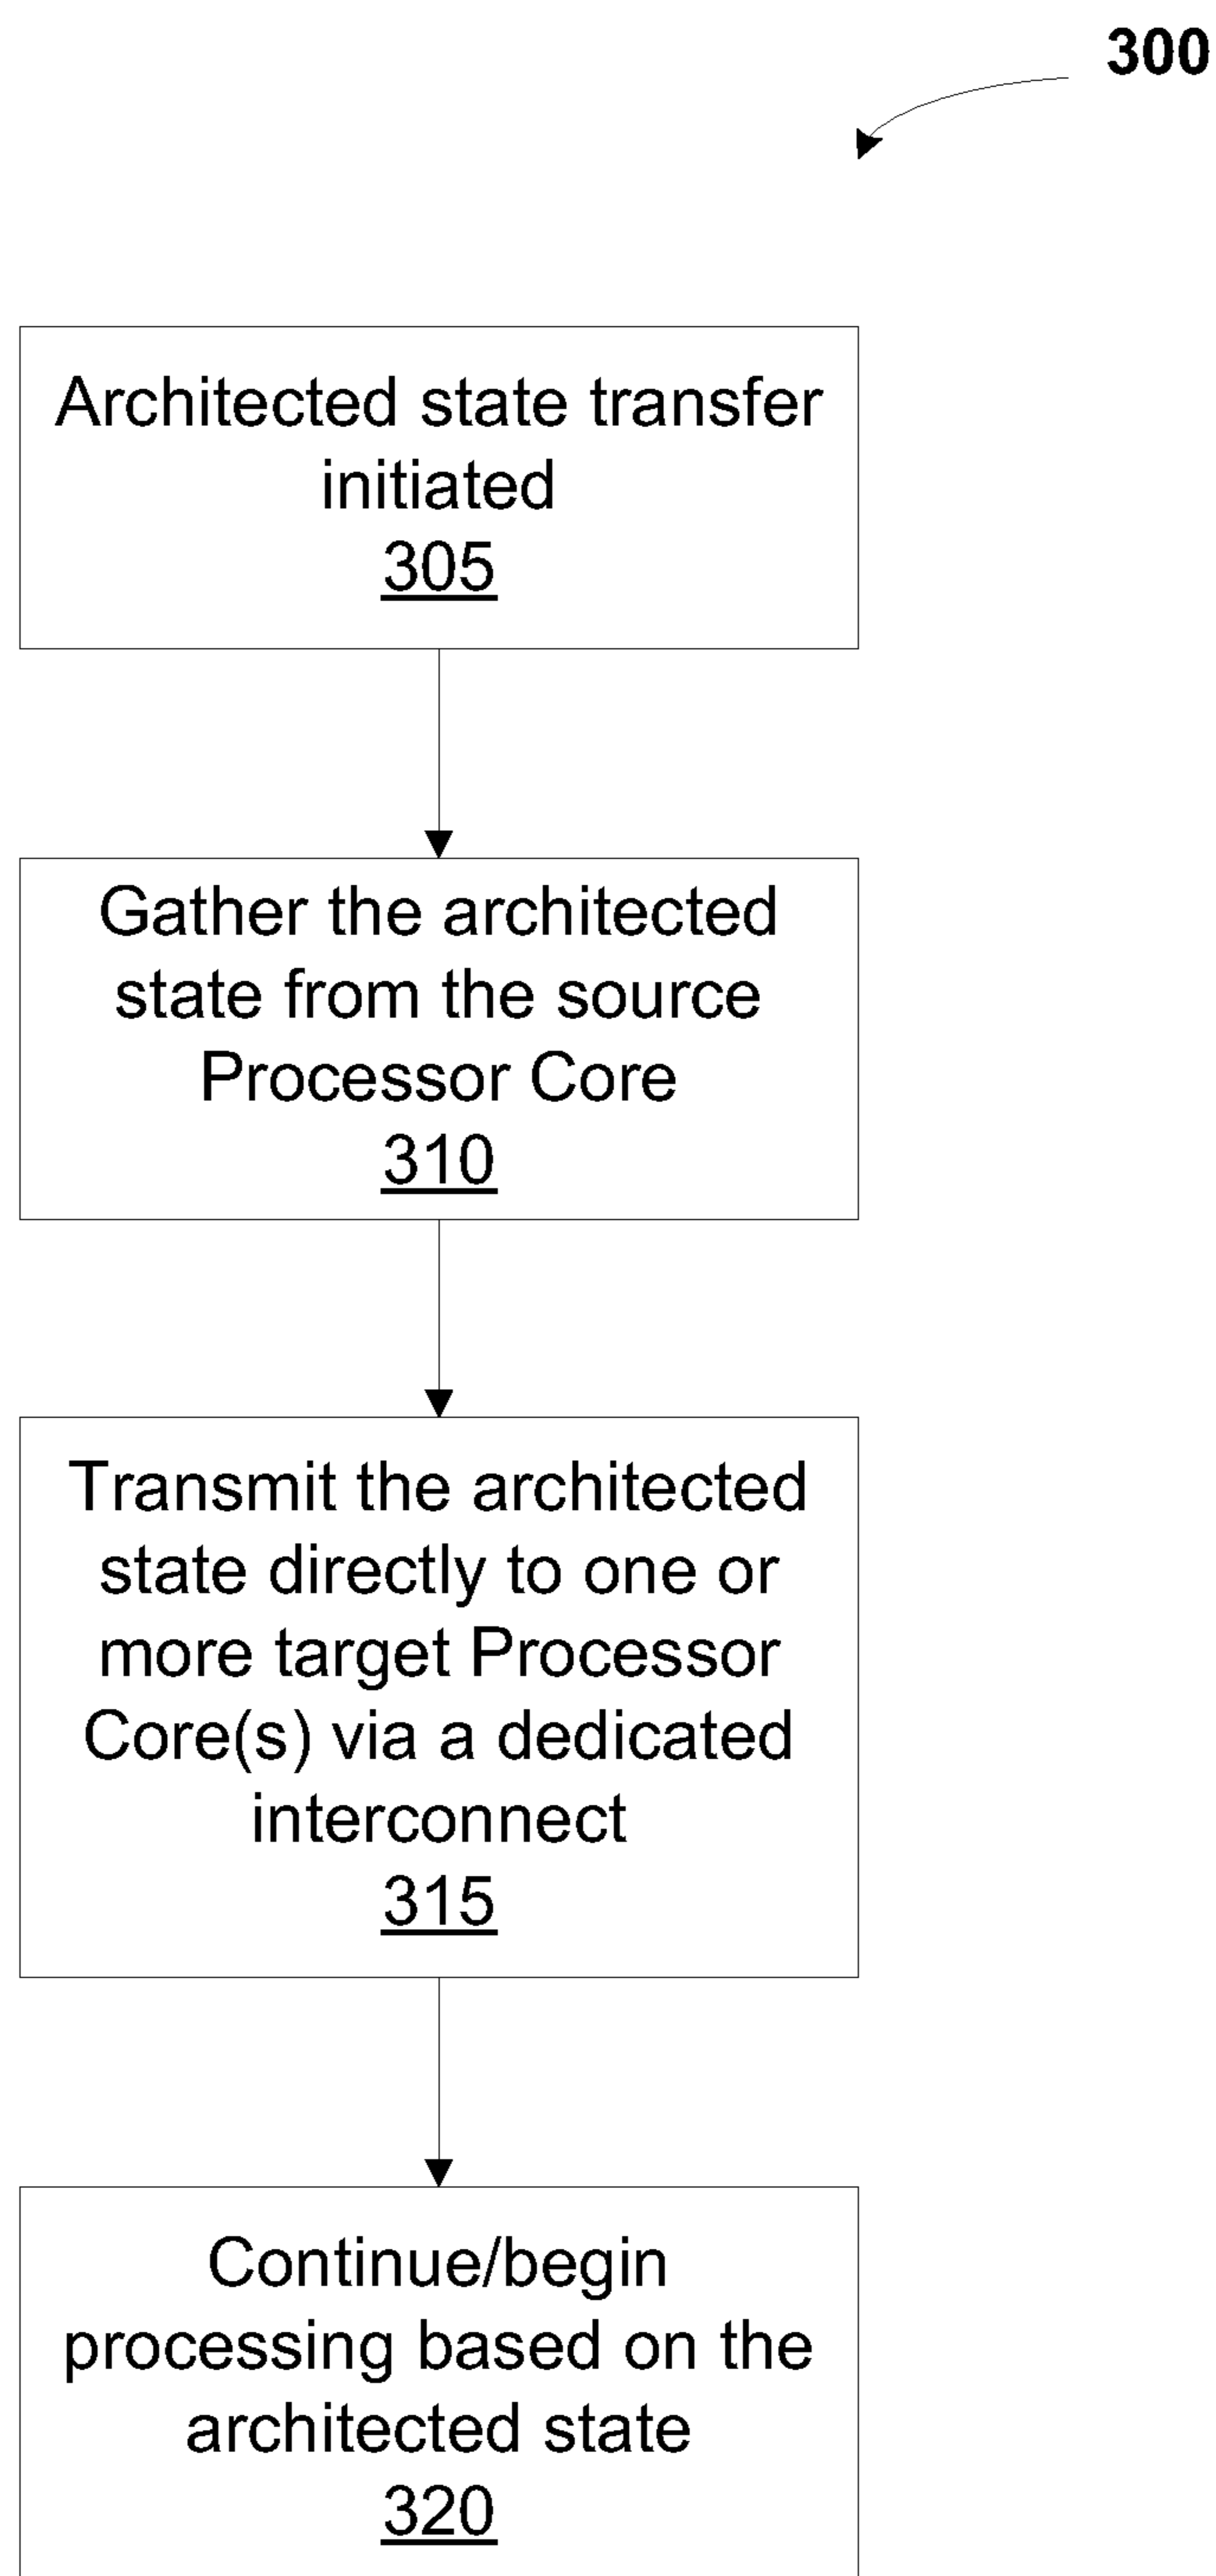 300
Architected state transfer
initiated
305
Gather the architected
state from the source
Processor Core
310
Transmit the architected
state directly to one or
more target Processor
Core(s) via a dedicated
interconnect
315
Continue/begin
processing based on the
architected state
320